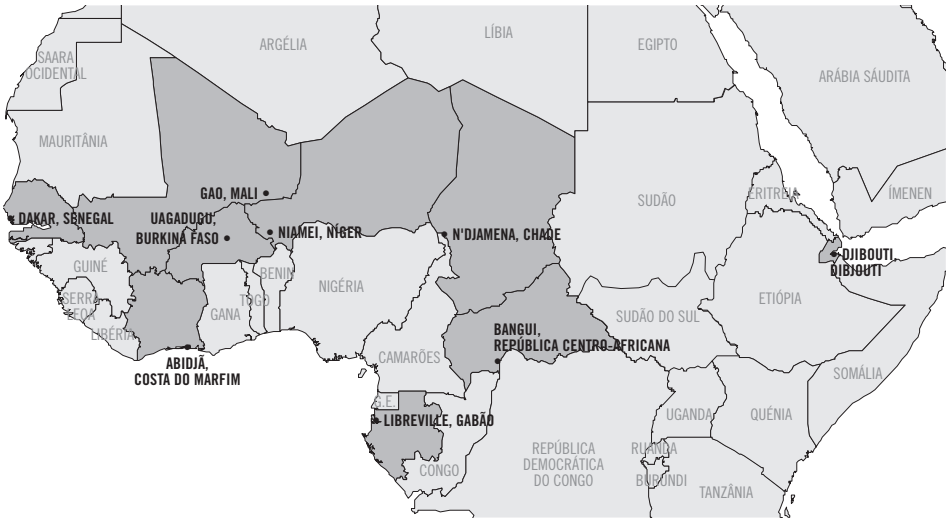 ARGÉLIA
LÍBIA
EGIPTO
SAARA
OCIDENTAL
ARÁBIA SÁUDITA
MAURITÂNIA
GAO, MALI
SUDÃO
ERITREIA
ÍMENEN
DAKAR, SENEGAL
UAGADUGU,
BURKINA FASO
NIAMEI, NÍGER
N'DJAMENA, CHADE
DJIBOUTI,
DIBJOUTI
GUINÉ
BENIN
NIGÉRIA
ETIÓPIA
SERRA
LEOA
TOGO
GANA
LIBÉRIA
SUDÃO DO SUL
BANGUI,
REPÚBLICA CENTRO-AFRICANA
CAMARÕES
ABIDJÃ,
COSTA DO MARFIM
SOMÁLIA
G.E.
LIBREVILLE, GABÃO
UGANDA
QUÉNIA
CONGO
REPÚBLICA
DEMOCRÁTICA
DO CONGO
RUANDA
BURUNDI
TANZÂNIA